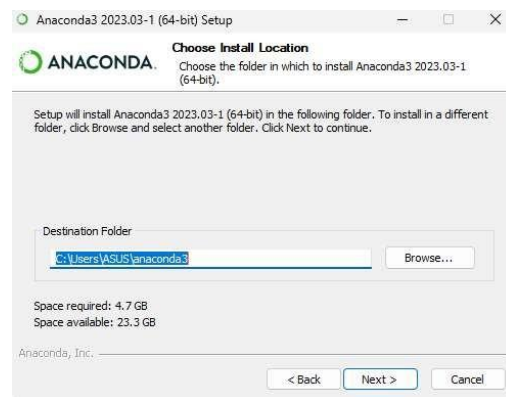 Anaconda3 2023.03-1 (64-bit) Setup
ANACONDA.
Choose Install Location
Choose the folder in which to install Anaconda3 2023.03-1
(64-bit).
Setup will install Anaconda3 2023.03-1 (64-bit) in the following folder. To install in a different
folder, click Browse and select another folder. Click Next to continue.
Destination Folder
C:\Users\ASUS\anaconda3
Browse...
Space required: 4.7 GB
Space available: 23.3 GB
Anaconda, Inc.
< Back
Next >
Cancel